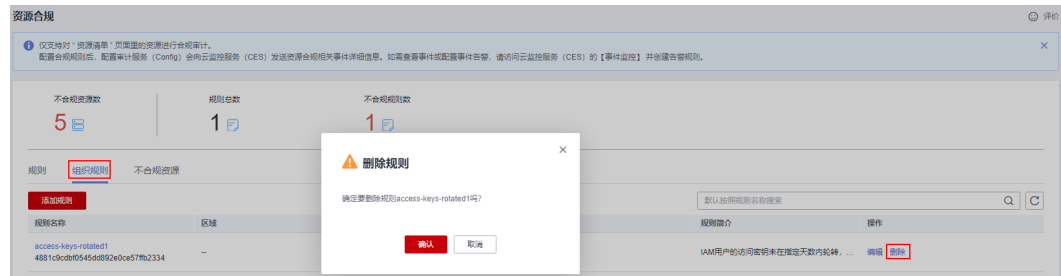 资源合规
评价
仅支持对“资源清单”页面里的资源进行合规审计。
配置合规规则后，配置审计服务（Config）会向云监控服务（CES）发送资源合规相关事件详细信息。如需查看事件或配置事件告警，请访问云监控服务（CES）的【事件监控】并创建告警规则。
不合规资源数
规则总数
不合规规则数
5
1
1
删除规则
确定要删除规则access-keys-rotated1吗?
确认
取消
规则
组织规则
不合规资源
添加规则
默认按照规则名称搜索
规则名称
区域
规则简介
操作
access-keys-rotated1
4881c9cdbf0545dd892e0ce57ffb2334
--
IAM用户的访问密钥未在指定天数内轮转，...
编辑
删除